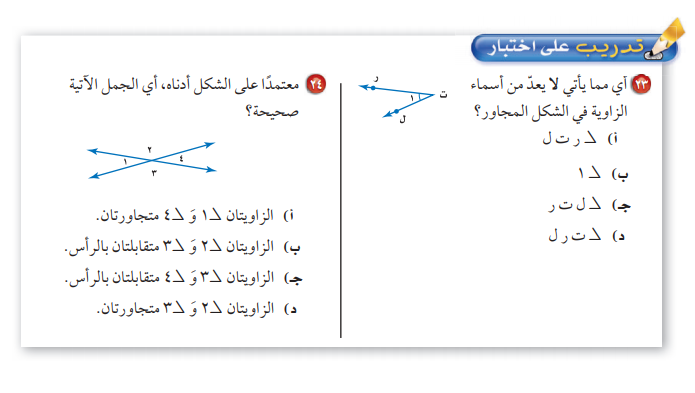 تدريب على اختبار
٢٣ أي مما يأتي لا يعدّ من أسماء
الزاوية في الشكل المجاور؟
ر
ت
١
ل
أ) ∠ ر ت ل
ب) ∠ ١
جـ) ∠ ل ت ر
د) ∠ ت ر ل
٢٤ معتمدًا على الشكل أدناه، أي الجمل الآتية
صحيحة؟
٢
١ ٤
٣
أ) الزاويتان ∠١ وَ ∠٤ متجاورتان.
ب) الزاويتان ∠٢ وَ ∠٣ متقابلتان بالرأس.
جـ) الزاويتان ∠٣ وَ ∠٤ متقابلتان بالرأس.
د) الزاويتان ∠٢ وَ ∠٣ متجاورتان.